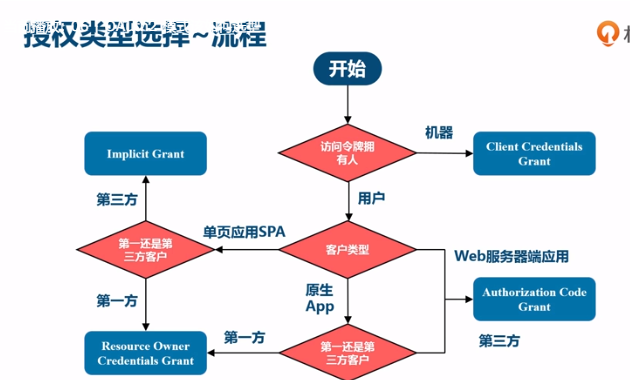 授权类型选择~流程
开始
机器
Implicit Grant
访问令牌拥
有人
Client Credentials
Grant
第三方
用户
单页应用SPA
第一还是第
三方客户
客户类型
Web服务器端应用
第一方
原生
App
Authorization Code
Grant
Resource Owner
Credentials Grant
第一方
第一还是第
三方客户
第三方